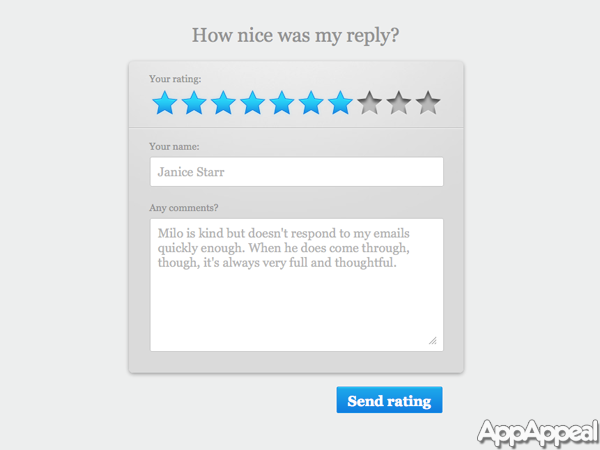 How nice was my reply?
Your rating:
Your name:
Janice Starr
Any comments?
Milo is kind but doesn't respond to my emails
quickly enough. When he does come through,
though, it's always very full and thoughtful.
Send rating
AppAppeal